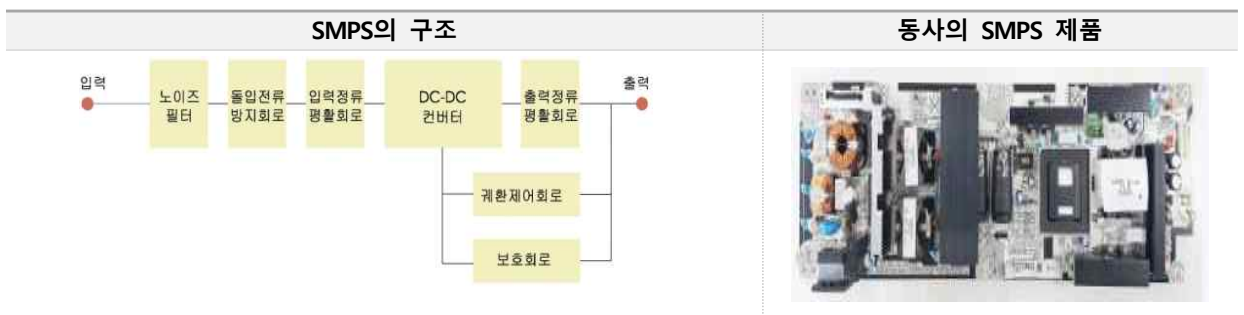 SMPS의 구조
동사의 SMPS 제품
입력
노이즈
필터
돌입전류
방지회로
입력정류
평활회로
DC-DC
컨버터
출력정류
평활회로
출력
궤환제어회로
보호회로